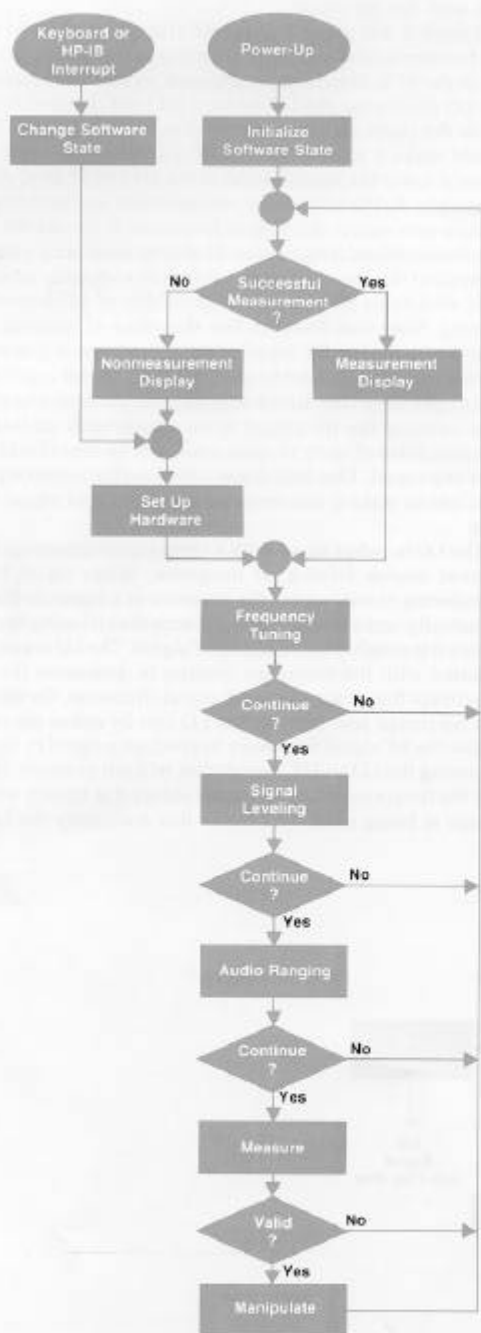 Keyboard or
HP-IB
Interrupt
Power-Up
Change Software
State
Initialize
Software State
No
Successful
Measurement
?
Yes
Nonmeasurement
Display
Measurement
Display
Set Up
Hardware
Frequency
Tuning
Continue
?
No
Yes
Signal
Leveling
Continue
?
No
Yes
Audio Ranging
Continue
?
No
Yes
Measure
Valid
?
No
Yes
Manipulate